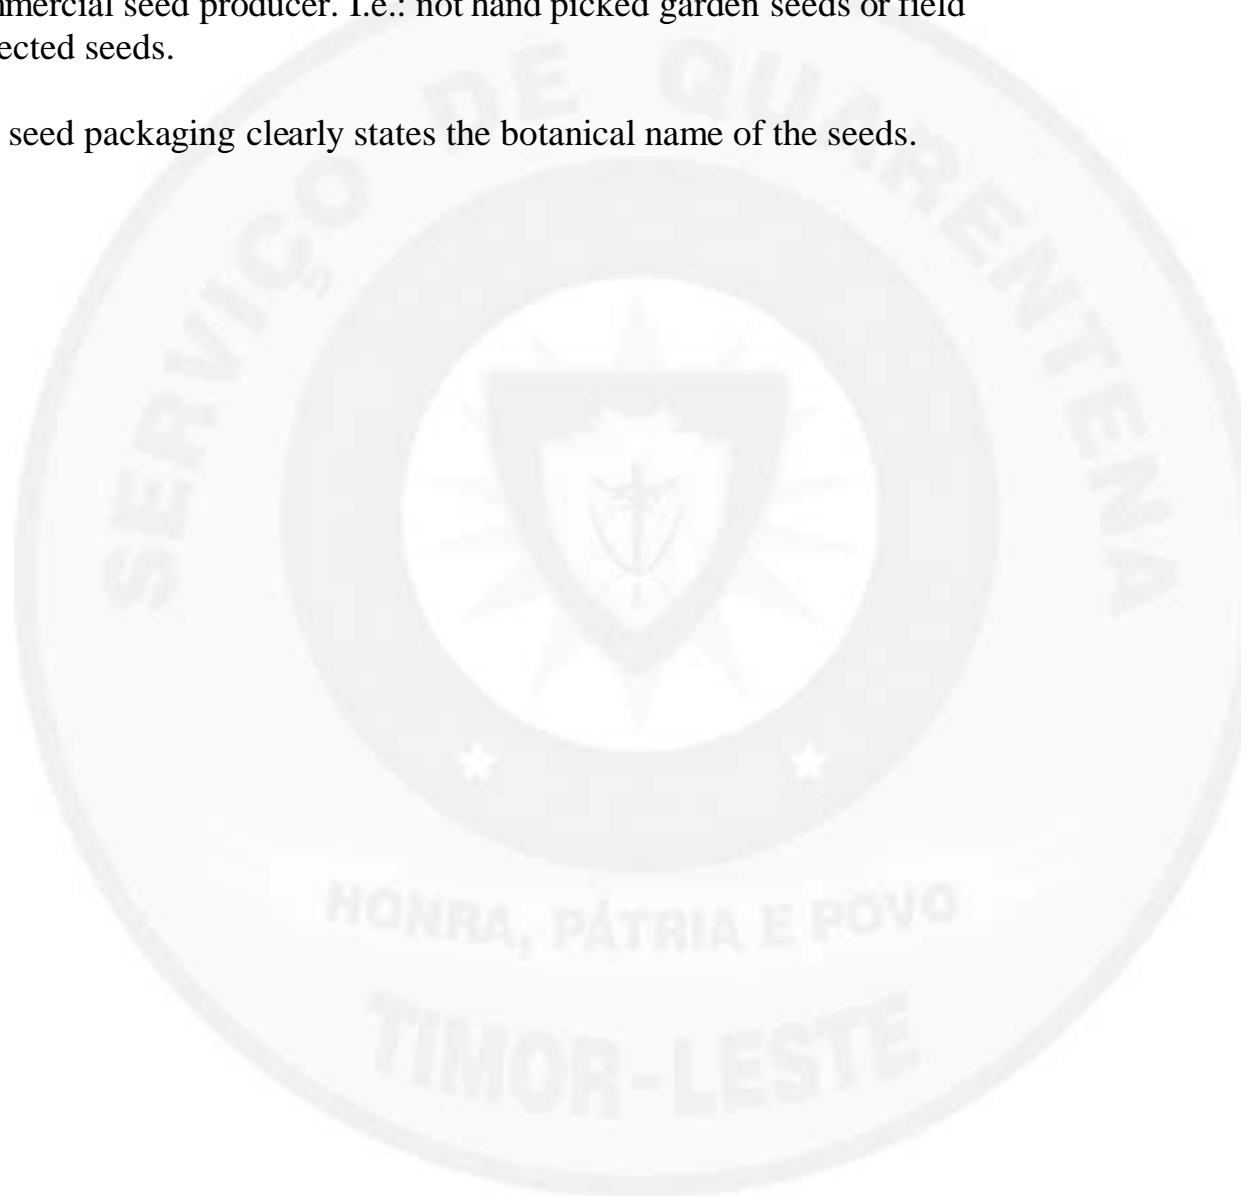 mmercial seed producer. I.e.: not hand picked garden seeds or field
ected seeds.
seed packaging clearly states the botanical name of the seeds.
SERVIÇO DE QUARENTENA
HONRA, PÁTRIA E POVO
TIMOR-LESTE